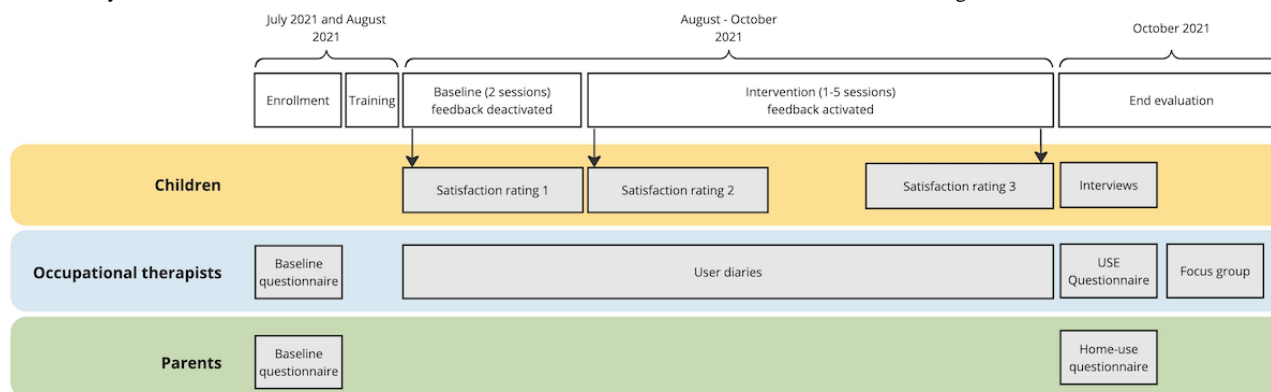 July 2021 and August
2021
August - October
2021
October 2021
Enrollment
Training
Baseline (2 sessions)
feedback deactivated
Intervention (1-5 sessions)
feedback activated
End evaluation
Children
Satisfaction rating 1
Satisfaction rating 2
Satisfaction rating 3
Interviews
Occupational therapists
Baseline
questionnaire
User diaries
USE
Questionnaire
Focus group
Parents
Baseline
questionnaire
Home-use
questionnaire